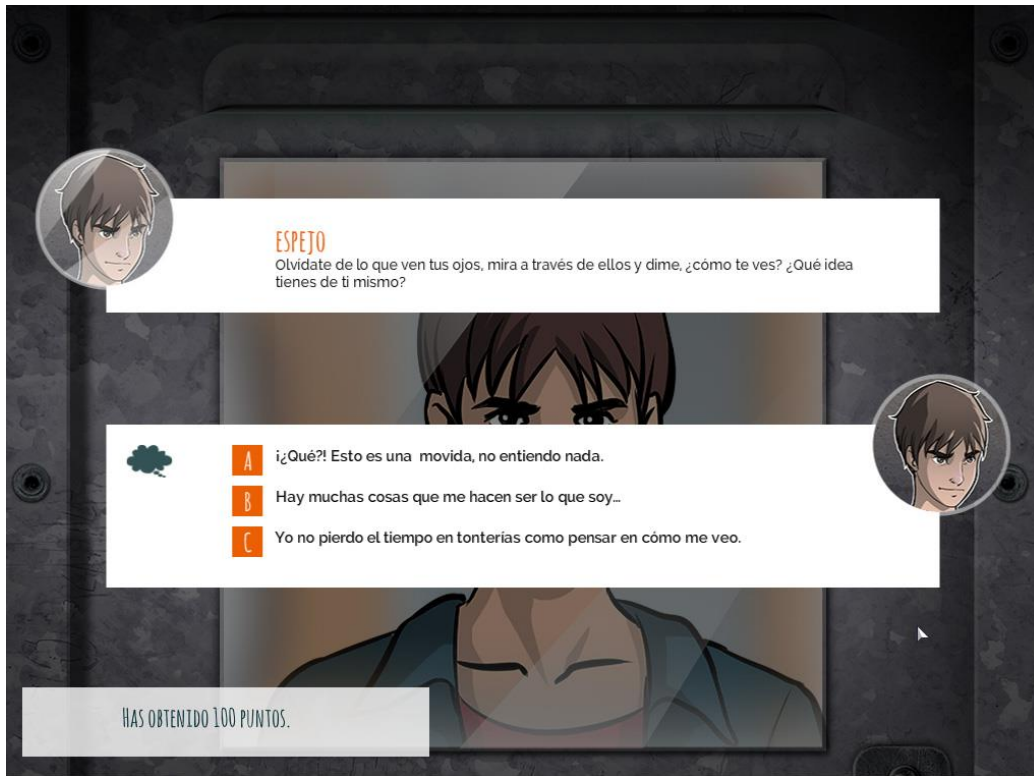 ESPEJO
Olvídate de lo que ven tus ojos, mira a través de ellos y dime, ¿cómo te ves? ¿Qué idea
tienes de ti mismo?
A ¡¿Qué?! Esto es una movida, no entiendo nada.
B Hay muchas cosas que me hacen ser lo que soy...
C Yo no pierdo el tiempo en tonterías como pensar en cómo me veo.
HAS OBTENIDO 100 PUNTOS.